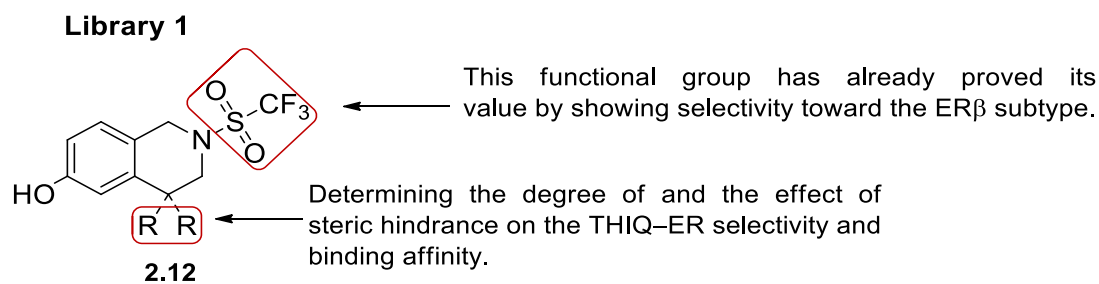 Library 1
This functional group has already proved its
value by showing selectivity toward the ERβ subtype.
O
CF3
S
N
O
HO
R R
Determining the degree of and the effect of
steric hindrance on the THIQ–ER selectivity and
binding affinity.
2.12